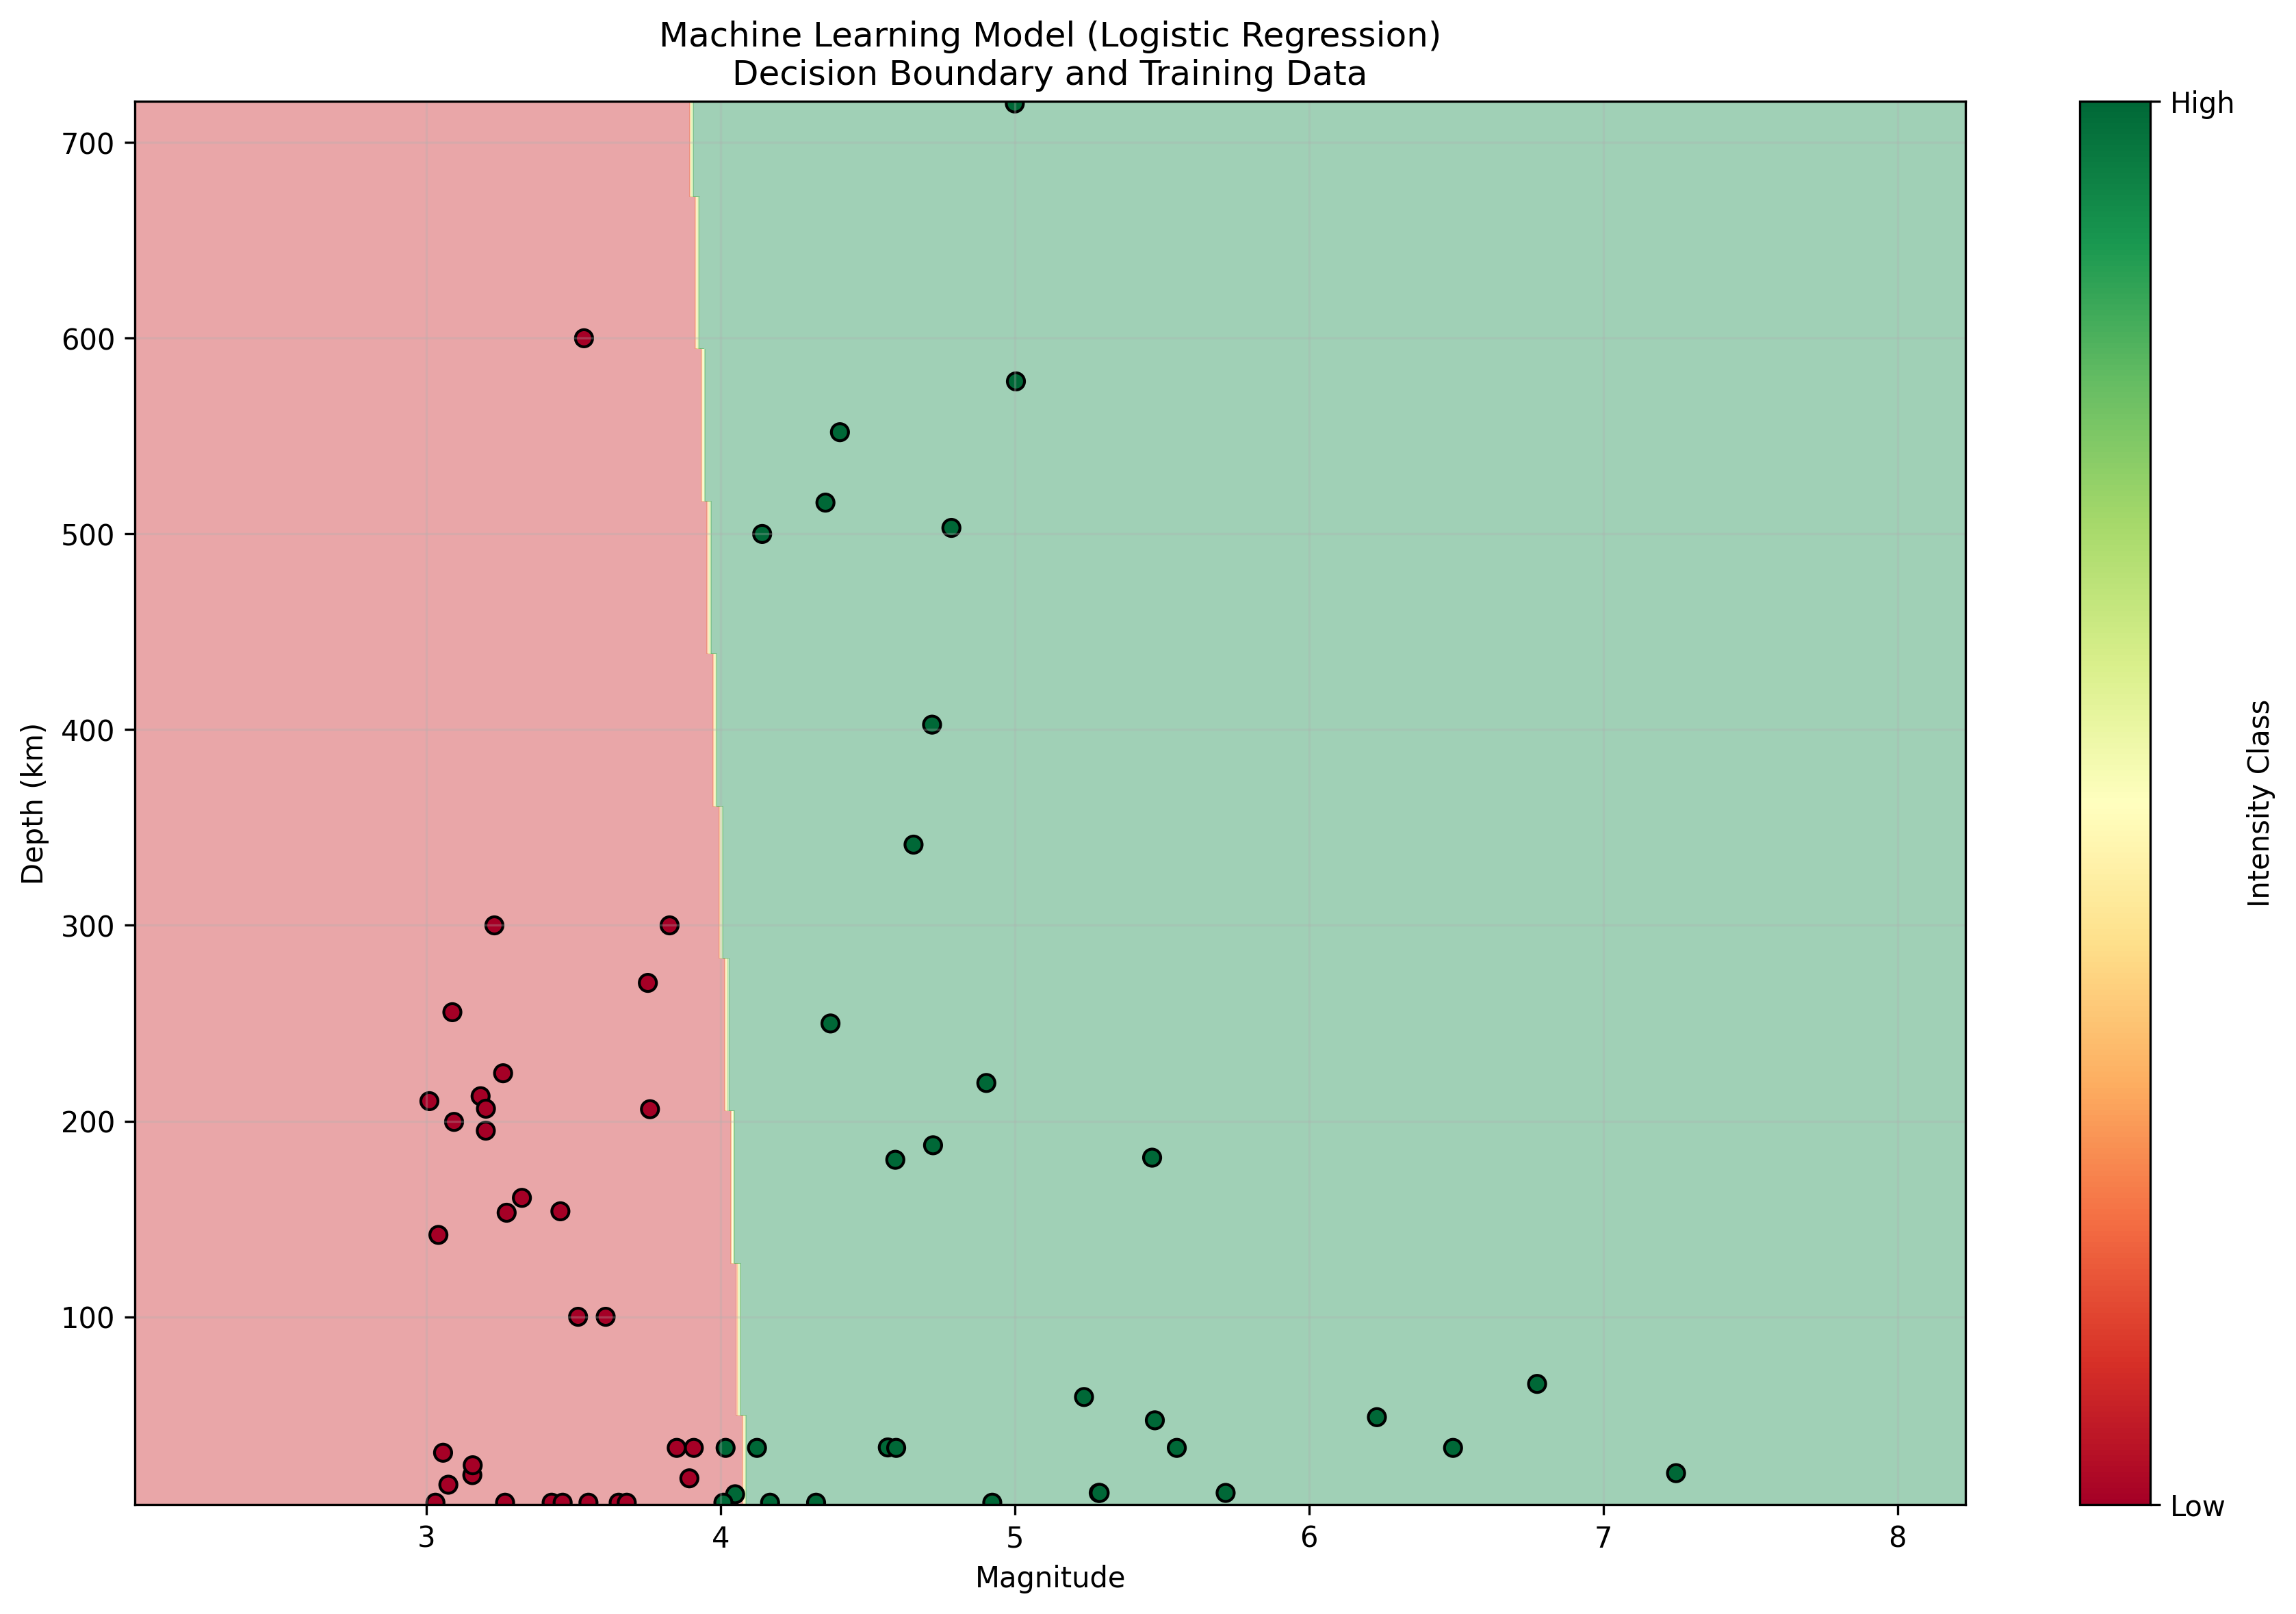 Machine Learning Model (Logistic Regression)
Decision Boundary and Training Data
High
700
600
500
400
300
200
100
Depth (km)
Intensity Class
Low
3
4
5
6
7
8
Magnitude